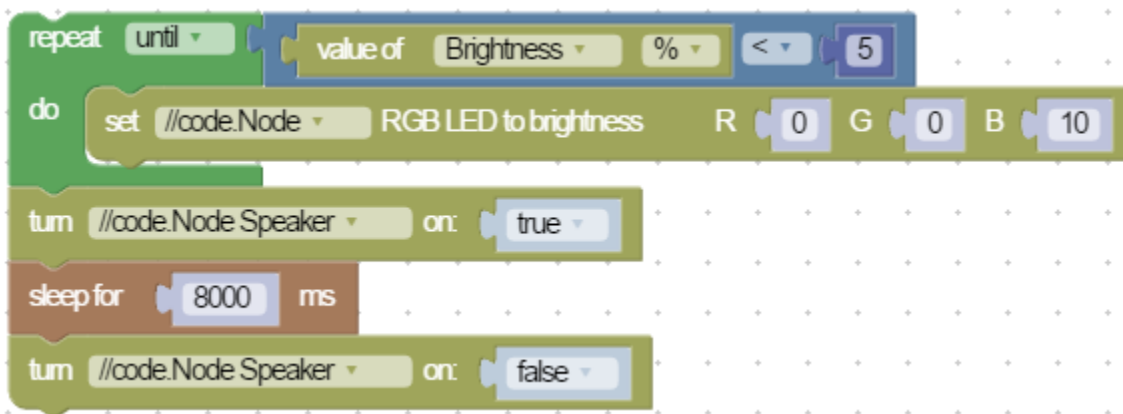 repeat until value of Brightness % < 5
do set //code.Node RGB LED to brightness R 0 G 0 B 10
turn //code.Node Speaker on: true
sleep for 8000 ms
turn //code.Node Speaker on: false